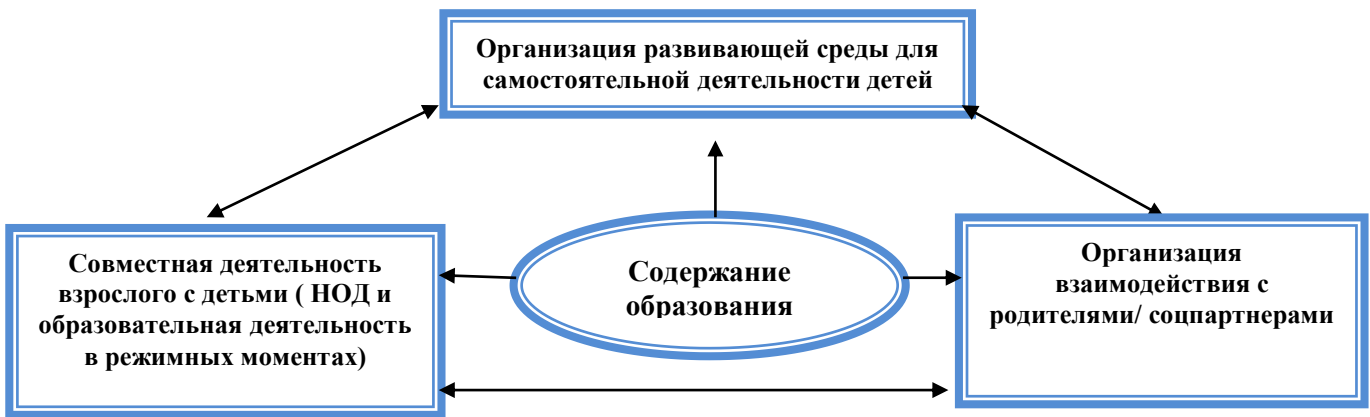 Организация развивающей среды для
самостоятельной деятельности детей
Совместная деятельность
взрослого с детьми ( НОД и
образовательная деятельность
в режимных моментах)
Содержание
образования
Организация
взаимодействия с
родителями/ соцпартнерами